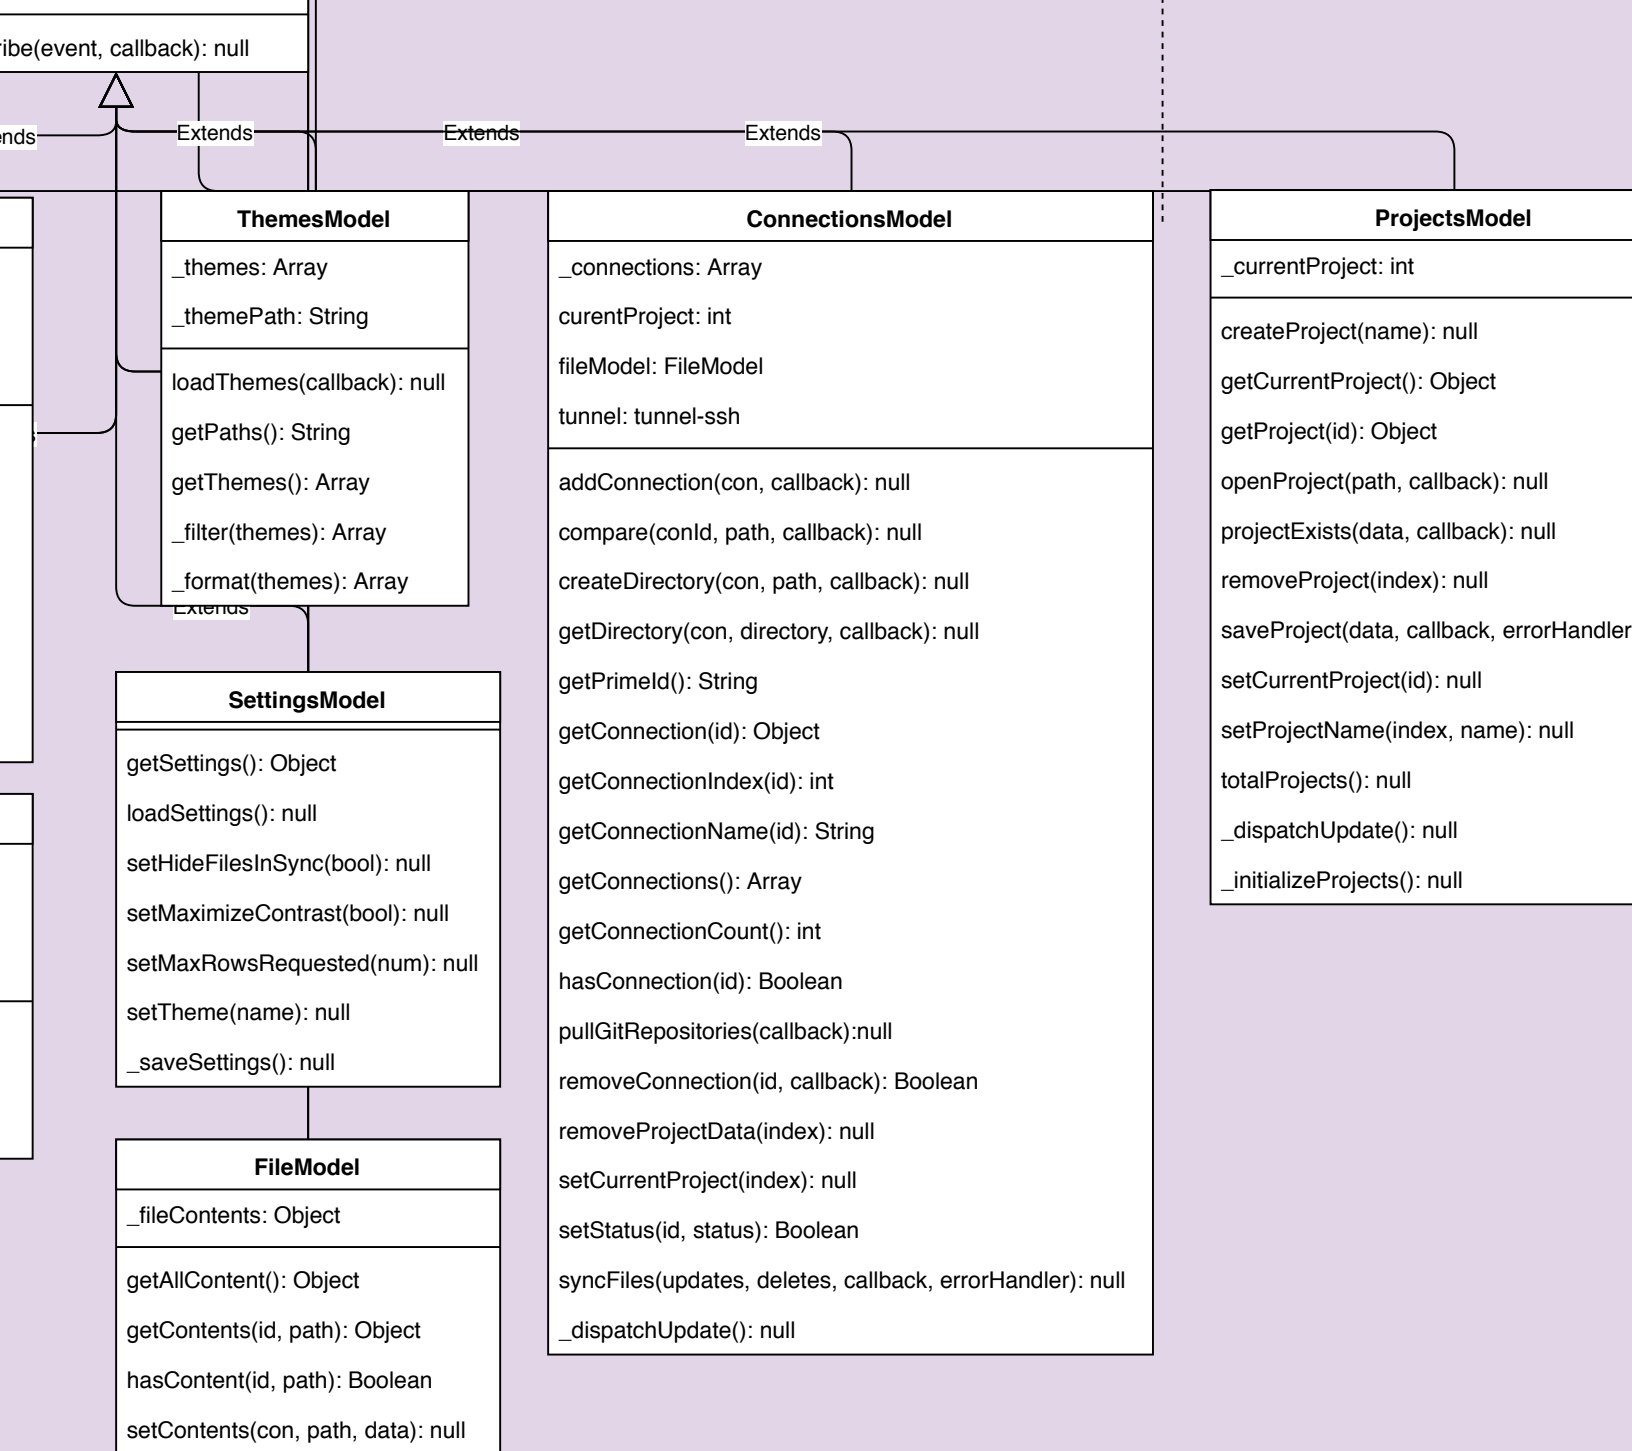 ribe(event, callback): null
ends
Extends
Extends
Extends
ThemesModel
_themes: Array
_themePath: String
loadThemes(callback): null
getPaths(): String
getThemes(): Array
_filter(themes): Array
_format(themes): Array
Extends
SettingsModel
getSettings(): Object
loadSettings(): null
setHideFilesInSync(bool): null
setMaximizeContrast(bool): null
setMaxRowsRequested(num): null
setTheme(name): null
_saveSettings(): null
FileModel
_fileContents: Object
getAllContent(): Object
getContents(id, path): Object
hasContent(id, path): Boolean
setContents(con, path, data): null
ConnectionsModel
_connections: Array
curentProject: int
fileModel: FileModel
tunnel: tunnel-ssh
addConnection(con, callback): null
compare(conId, path, callback): null
createDirectory(con, path, callback): null
getDirectory(con, directory, callback): null
getPrimeId(): String
getConnection(id): Object
getConnectionIndex(id): int
getConnectionName(id): String
getConnections(): Array
getConnectionCount(): int
hasConnection(id): Boolean
pullGitRepositories(callback):null
removeConnection(id, callback): Boolean
removeProjectData(index): null
setCurrentProject(index): null
setStatus(id, status): Boolean
syncFiles(updates, deletes, callback, errorHandler): null
_dispatchUpdate(): null
ProjectsModel
_currentProject: int
createProject(name): null
getCurrentProject(): Object
getProject(id): Object
openProject(path, callback): null
projectExists(data, callback): null
removeProject(index): null
saveProject(data, callback, errorHandler
setCurrentProject(id): null
setProjectName(index, name): null
totalProjects(): null
_dispatchUpdate(): null
_initializeProjects(): null